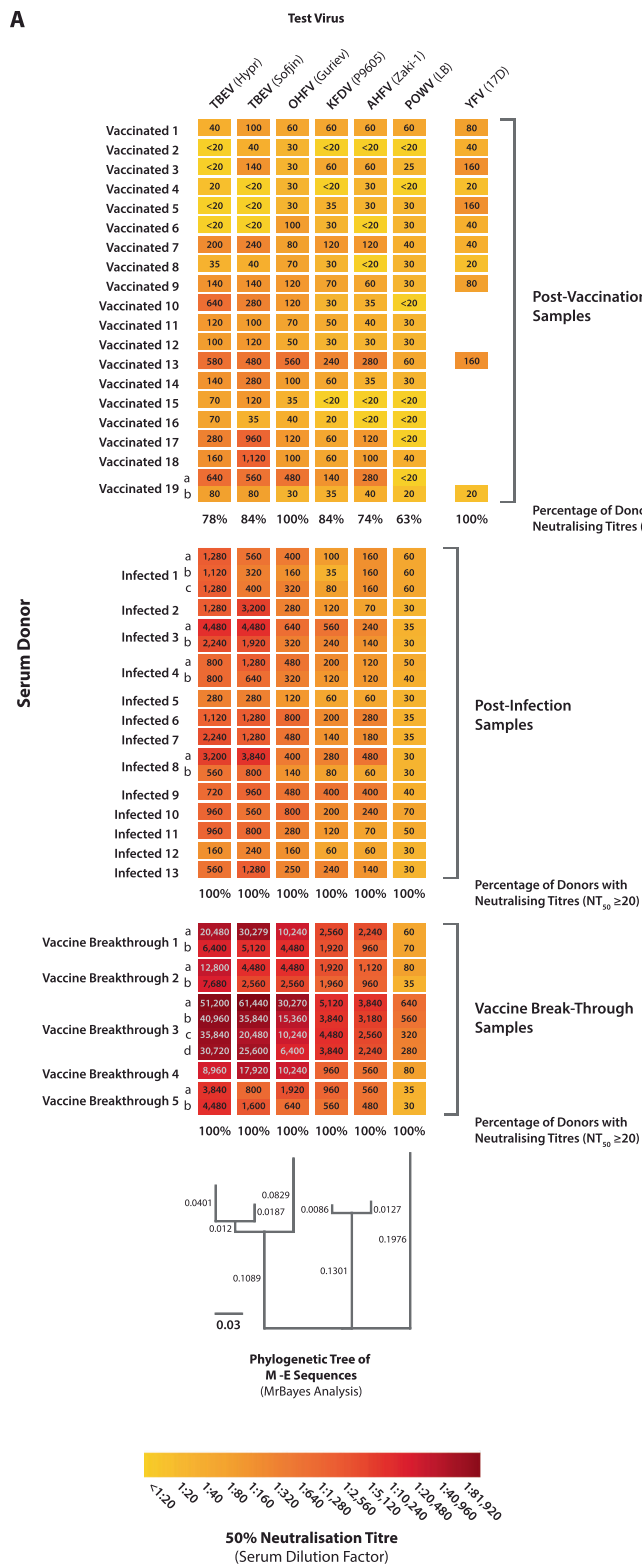 A
Test Virus
TBEV (Hypr) TBEV (Sofjin) OHFV (Guriev) KFDV (P9605) AHFV (Zaki-1) POWV (LB) YFV (17D)
Serum Donor
Vaccinated 1 40 100 60 60 60 60 80
Vaccinated 2 <20 40 30 <20 <20 <20 40
Vaccinated 3 <20 140 30 60 60 25 160
Vaccinated 4 20 <20 30 <20 30 <20 20
Vaccinated 5 <20 <20 30 35 30 30 160
Vaccinated 6 <20 <20 100 30 <20 30 40
Vaccinated 7 200 240 80 120 120 40 40
Vaccinated 8 35 40 70 30 <20 30 20
Vaccinated 9 140 140 120 70 60 30 80
Vaccinated 10 640 280 120 30 35 <20
Vaccinated 11 120 100 70 50 40 30
Vaccinated 12 100 120 50 30 30 30
Vaccinated 13 580 480 560 240 280 60 160
Vaccinated 14 140 280 100 60 35 30
Vaccinated 15 70 120 35 <20 <20 <20
Vaccinated 16 70 35 40 20 <20 <20
Vaccinated 17 280 960 120 60 120 <20
Vaccinated 18 160 1,120 100 60 100 40
Vaccinated 19
a 640 560 480 140 280 <20
b 80 80 30 35 40 20 20
Post-Vaccination
Samples
78% 84% 100% 84% 74% 63% 100%
Percentage of Dono
Neutralising Titres (
Infected 1
a 1,280 560 400 100 160 60
b 1,120 320 160 35 160 60
c 1,280 400 320 80 160 60
Infected 2 1,280 3,200 280 120 70 30
Infected 3
a 4,480 4,480 640 560 240 35
b 2,240 1,920 320 240 140 30
Infected 4
a 800 1,280 480 200 120 50
b 800 640 320 120 120 40
Infected 5 280 280 120 60 60 30
Infected 6 1,120 1,280 800 200 280 35
Infected 7 2,240 1,280 480 140 180 35
Infected 8
a 3,200 3,840 400 280 480 30
b 560 800 140 80 60 30
Infected 9 720 960 480 400 400 40
Infected 10 960 560 800 200 240 70
Infected 11 960 800 280 120 70 50
Infected 12 160 240 160 60 60 30
Infected 13 560 1,280 250 240 140 30
Post-Infection
Samples
100% 100% 100% 100% 100% 100%
Percentage of Donors with
Neutralising Titres (NT50 ≥20)
Vaccine Breakthrough 1
a 20,480 30,279 10,240 2,560 2,240 60
b 6,400 5,120 4,480 1,920 960 70
Vaccine Breakthrough 2
a 12,800 4,480 4,480 1,920 1,120 80
b 7,680 2,560 2,560 1,960 960 35
Vaccine Breakthrough 3
a 51,200 51,440 30,270 5,120 3,840 640
b 40,960 35,840 15,360 3,840 3,180 560
c 35,840 20,480 10,240 4,480 2,560 320
d 30,720 25,600 6,400 3,840 2,240 280
Vaccine Breakthrough 4 8,960 17,920 10,240 960 560 80
Vaccine Breakthrough 5
a 3,840 800 1,920 960 560 35
b 4,480 1,600 640 560 480 30
Vaccine Break-Through
Samples
100% 100% 100% 100% 100% 100%
Percentage of Donors with
Neutralising Titres (NT50 ≥20)
0.0401 0.0829 0.0187 0.012 0.0086 0.0127
0.1976
0.1089 0.1301
0.03
Phylogenetic Tree of
M -E Sequences
(MrBayes Analysis)
<1:20 1:20 1:40 1:80 1:160 1:320 1:640 1:1,280 1:2,560 1:5,120 1:10,240 1:20,480 1:40,960 1:81,920
50% Neutralisation Titre
(Serum Dilution Factor)